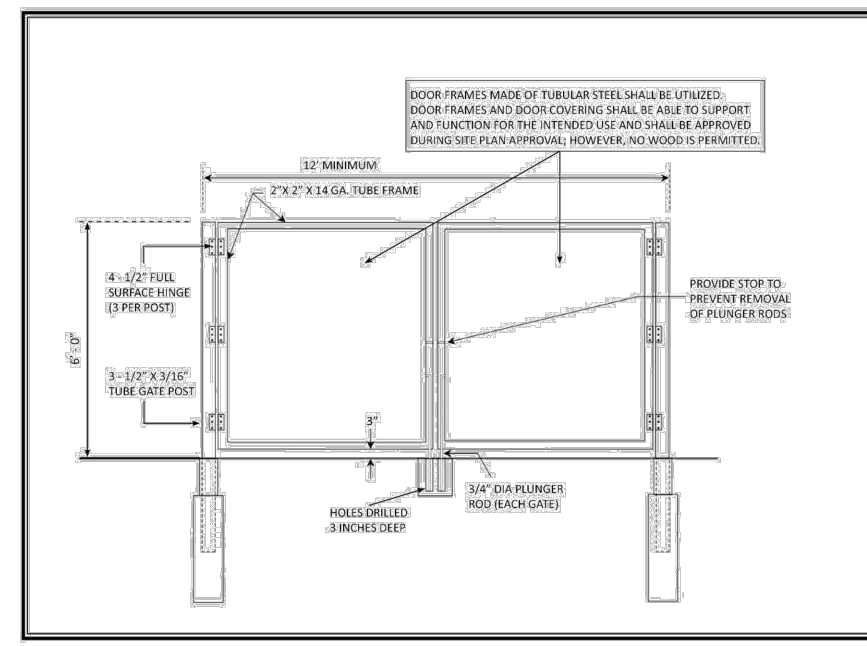 DOOR FRAMES MADE OF TUBULAR STEEL SHALL BE UTILIZED.
DOOR FRAMES AND DOOR COVERING SHALL BE ABLE TO SUPPORT
AND FUNCTION FOR THE INTENDED USE AND SHALL BE APPROVED
DURING SITE PLAN APPROVAL; HOWEVER, NO WOOD IS PERMITTED.
12' MINIMUM
2"X 2" X 14 GA. TUBE FRAME
4 - 1/2" FULL
SURFACE HINGE
(3 PER POST)
PROVIDE STOP TO
PREVENT REMOVAL
OF PLUNGER RODS
6' - 0"
3 - 1/2" X 3/16"
TUBE GATE POST
3"
3/4" DIA PLUNGER
ROD (EACH GATE)
HOLES DRILLED
3 INCHES DEEP